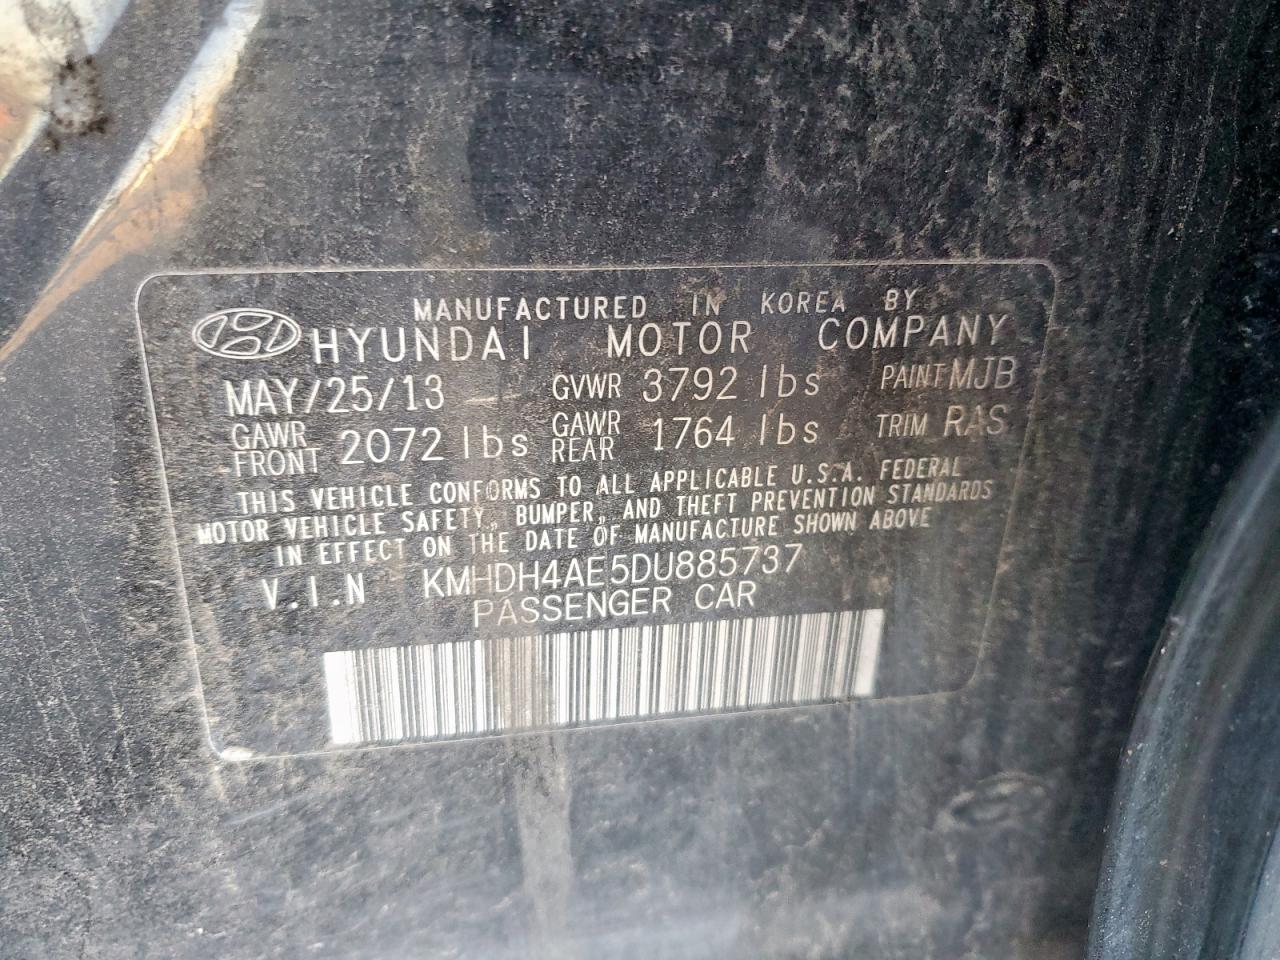 MANUFACTURED IN KOREA BY
HYUNDAI MOTOR COMPANY
MAY/25/13 GVWR 3792 lbs PAINT MJB
GAWR FRONT 2072 lbs GAWR REAR 1764 lbs TRIM RAS
THIS VEHICLE CONFORMS TO ALL APPLICABLE U.S.A. FEDERAL
MOTOR VEHICLE SAFETY, BUMPER, AND THEFT PREVENTION STANDARDS
IN EFFECT ON THE DATE OF MANUFACTURE SHOWN ABOVE
V.I.N KMHDH4AE5DU885737
PASSENGER CAR